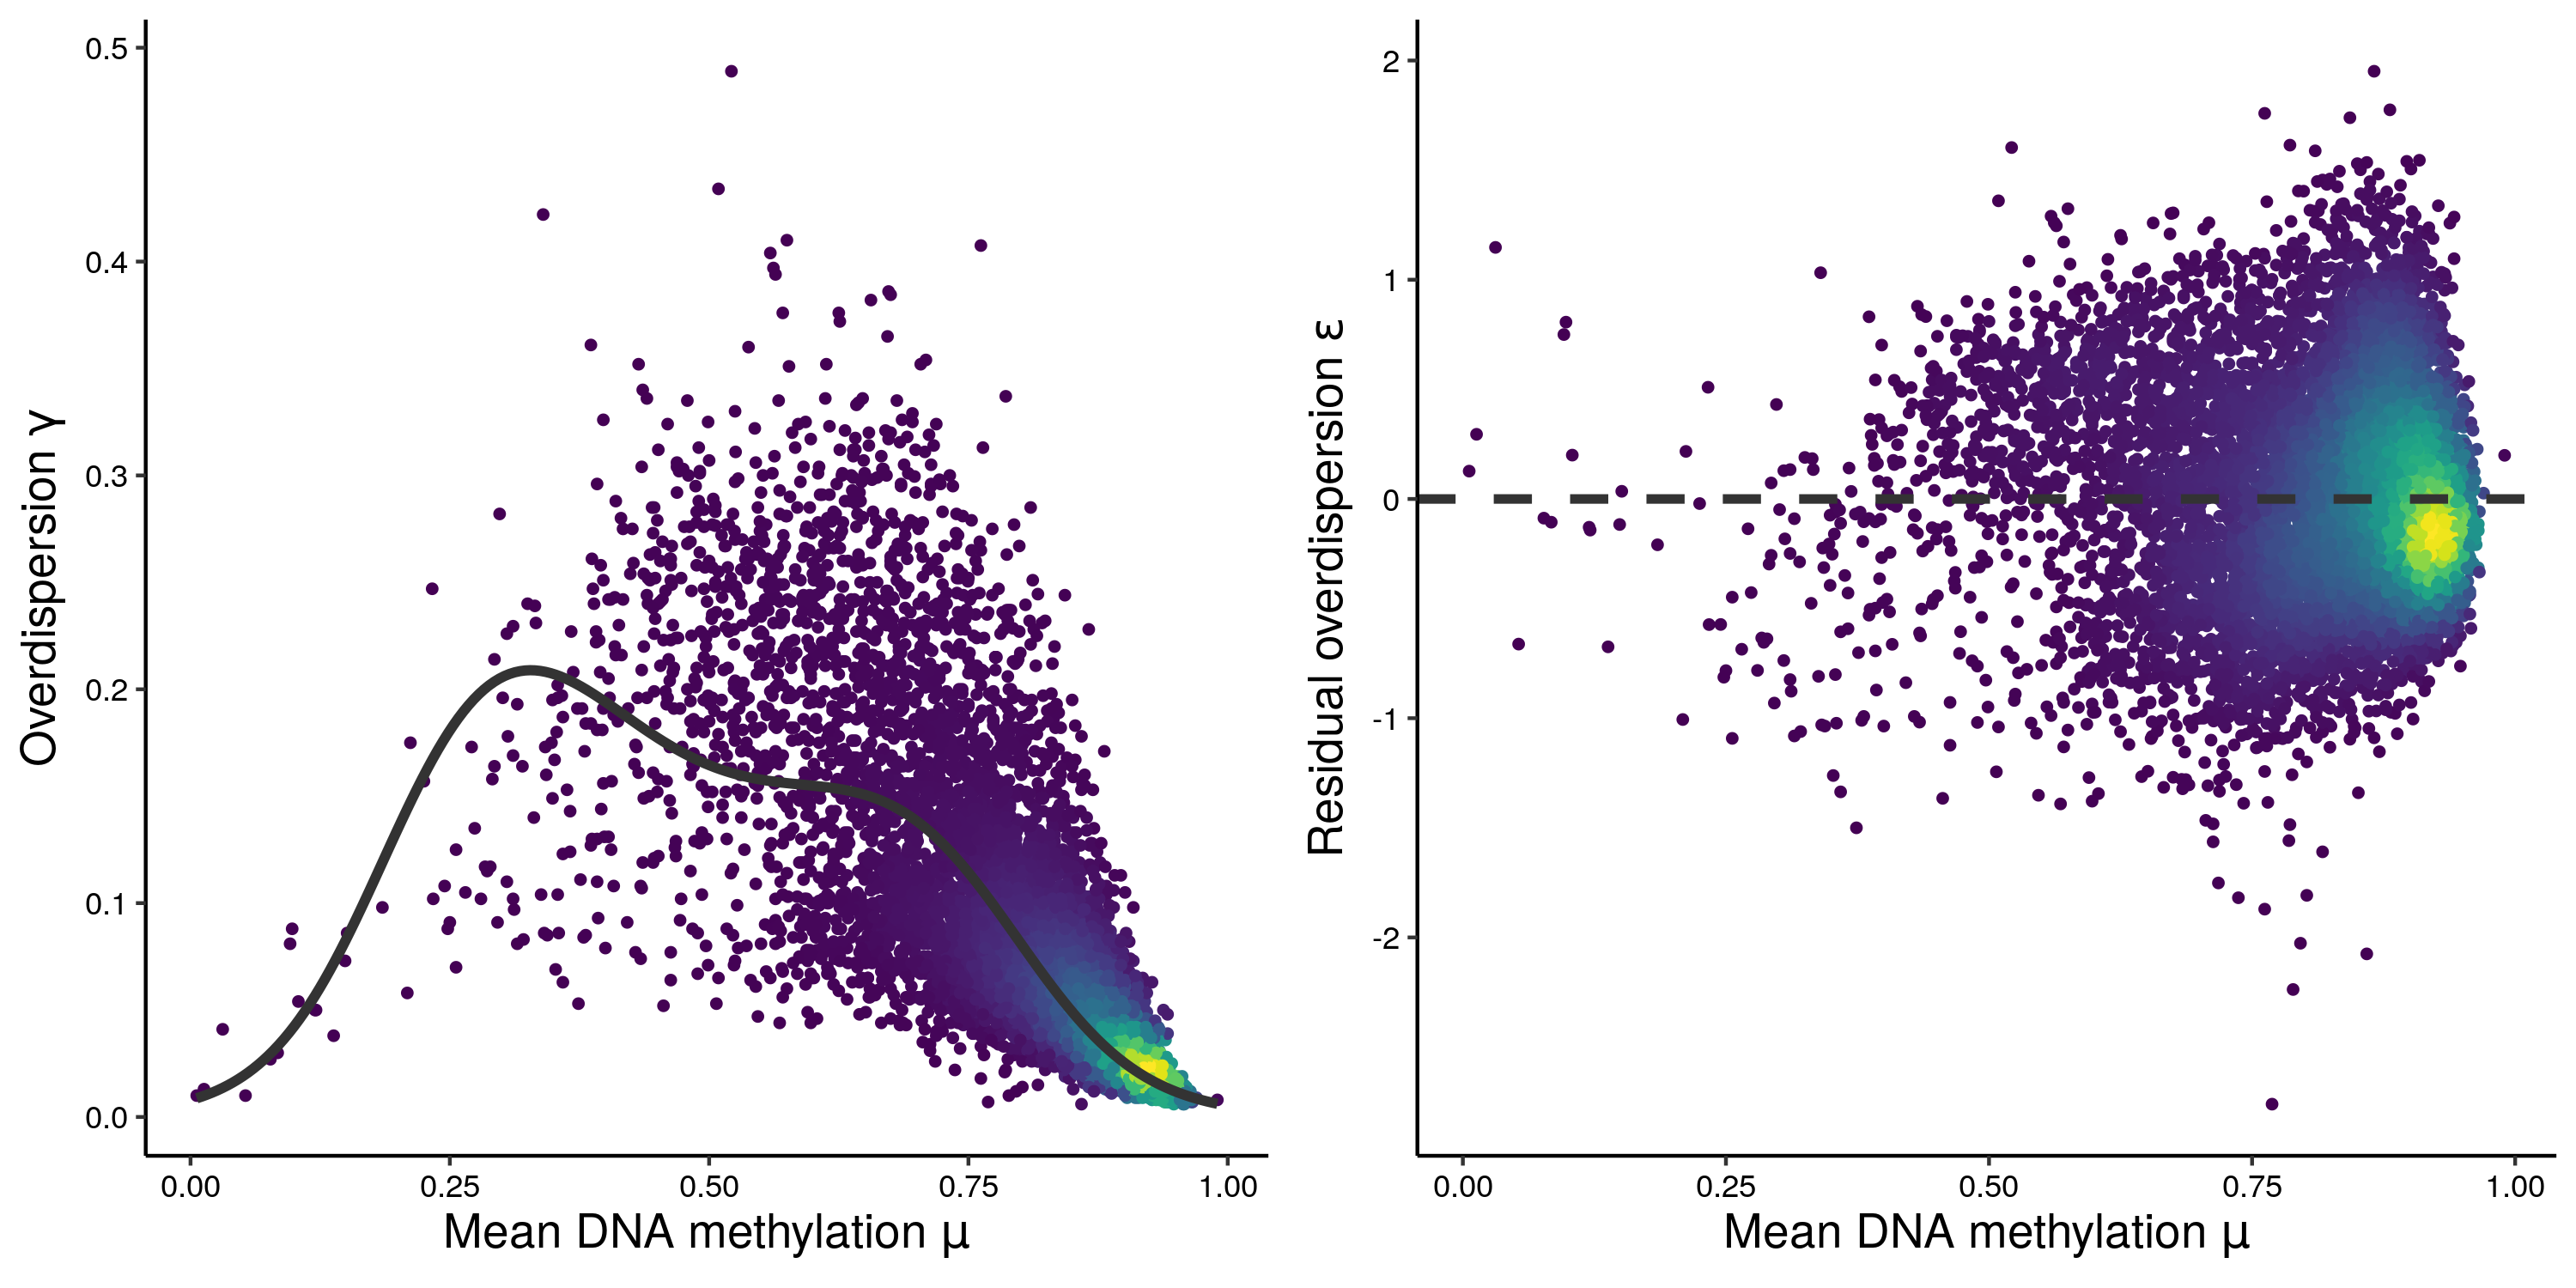 Overdispersion γ
0.5
0.4
0.3
0.2
0.1
0.0
0.00 0.25 0.50 0.75 1.00
Mean DNA methylation μ
Residual overdispersion ε
2
1
0
-1
-2
0.00 0.25 0.50 0.75 1.00
Mean DNA methylation μ